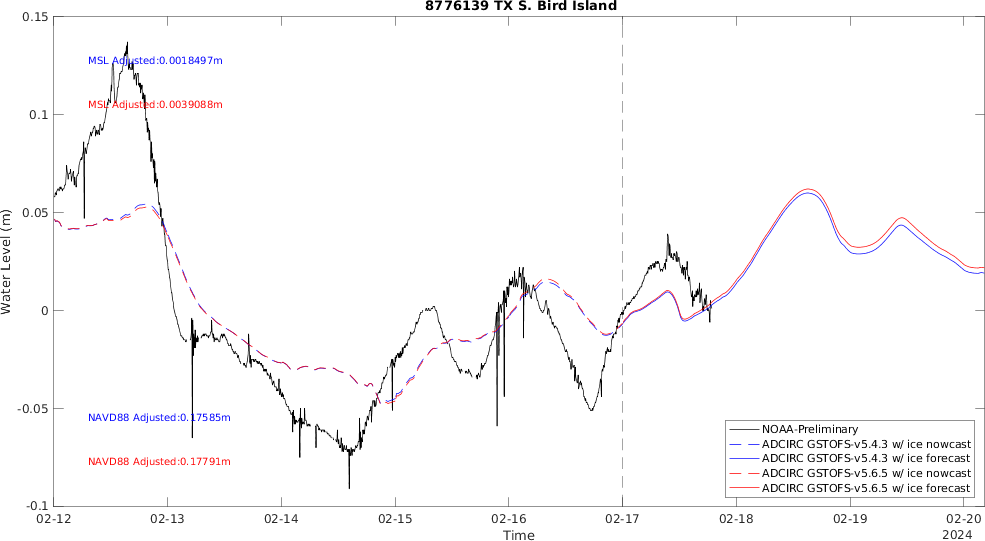 8776139 TX S. Bird Island
0.15
MSL Adjusted:0.0018497m
MSL Adjusted:0.0039088m
0.1
0.05
Water Level (m)
0
-0.05
NAVD88 Adjusted:0.17585m
NAVD88 Adjusted:0.17791m
-0.1
NOAA-Preliminary
ADCIRC GSTOFS-v5.4.3 w/ ice nowcast
ADCIRC GSTOFS-v5.4.3 w/ ice forecast
ADCIRC GSTOFS-v5.6.5 w/ ice nowcast
ADCIRC GSTOFS-v5.6.5 w/ ice forecast
02-12 02-13 02-14 02-15 02-16 02-17 02-18 02-19 02-20
Time
2024